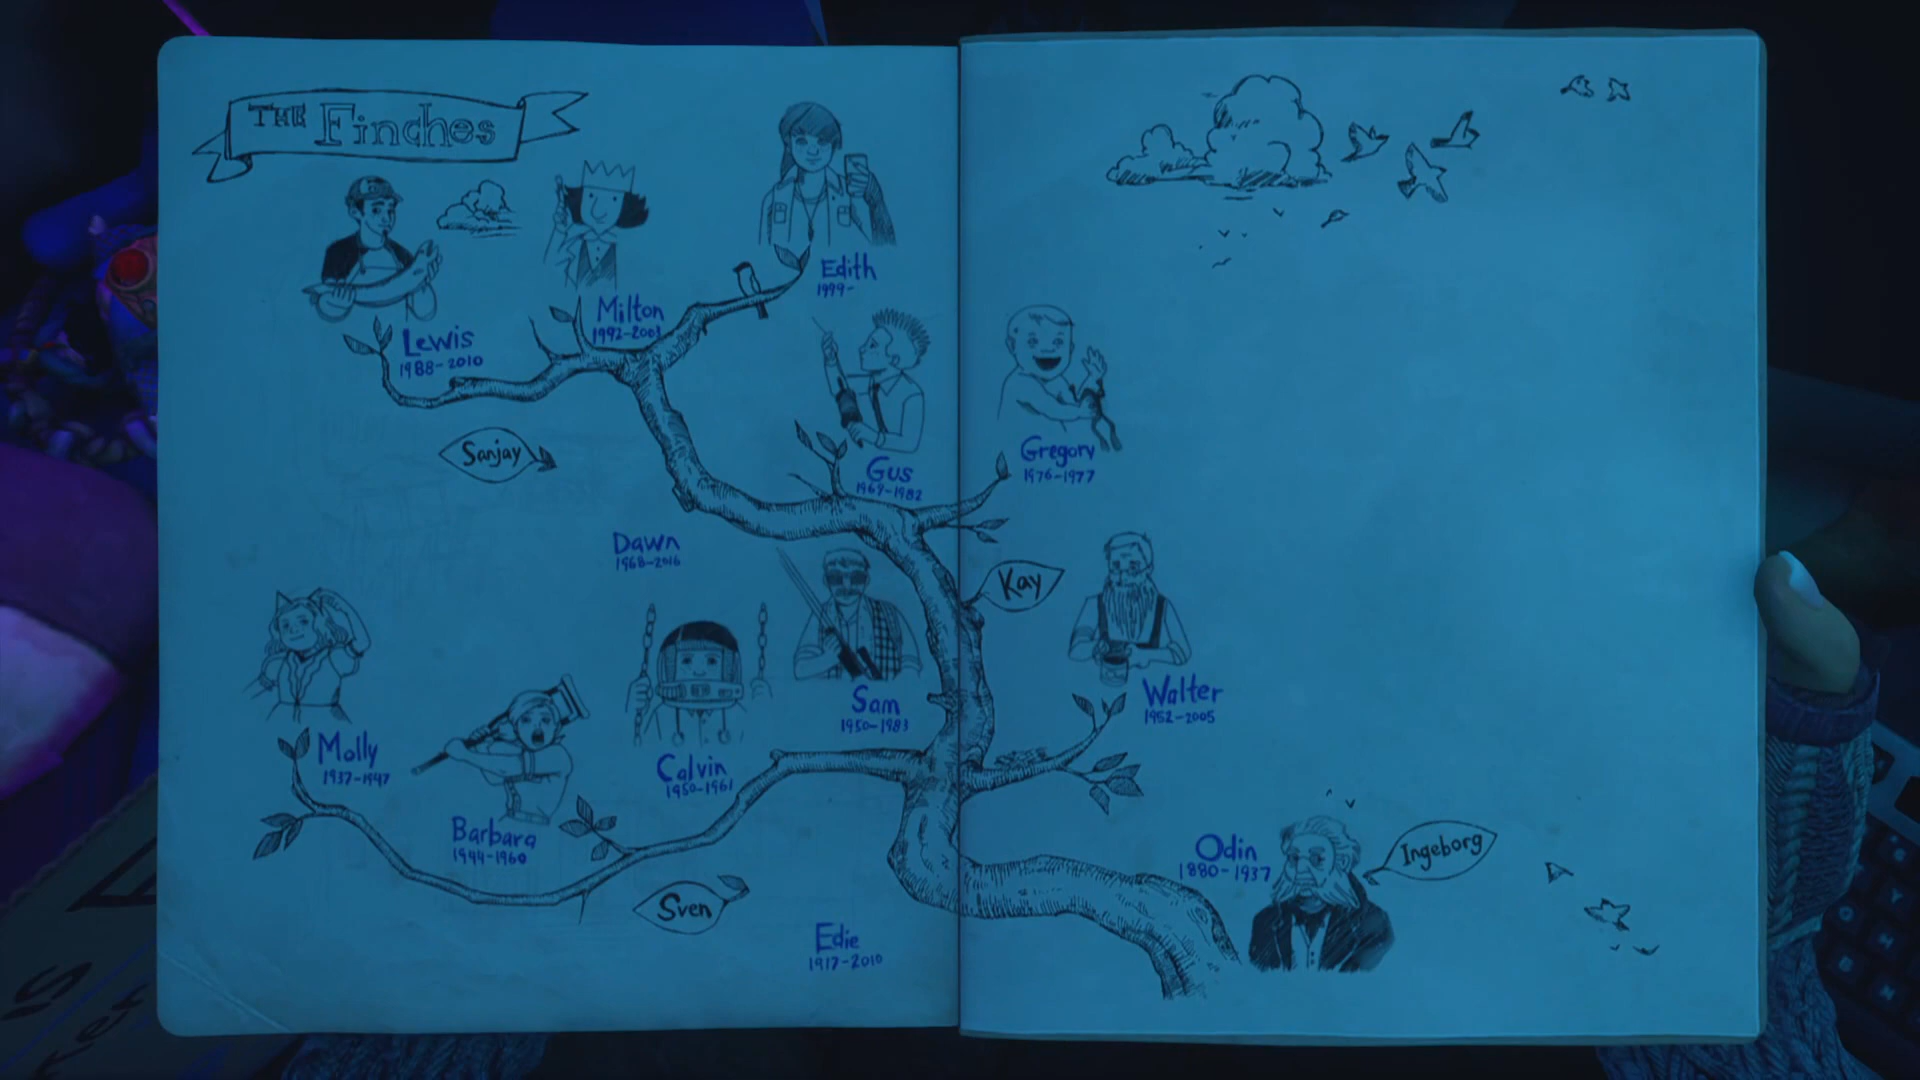 THE Finches
Lewis
1988-2010
Milton
1992-2003
Edith
1999-
Sanjay
Gus
1969-1982
Gregory
1976-1977
Dawn
1968-2016
Kay
Molly
1937-1947
Barbara
1944-1960
Calvin
1950-1961
Sam
1950-1983
Walter
1952-2005
Sven
Edie
1917-2010
Odin
1880-1937
Ingeborg